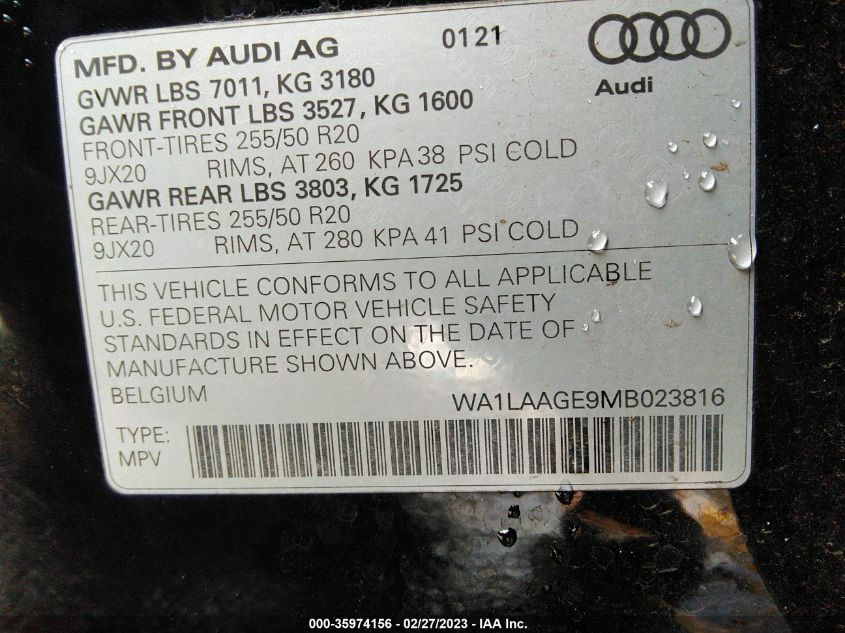 MFD. BY AUDI AG 0121
Audi
GVWR LBS 7011, KG 3180
GAWR FRONT LBS 3527, KG 1600
FRONT-TIRES 255/50 R20
9JX20 RIMS, AT 260 KPA 38 PSI COLD
GAWR REAR LBS 3803, KG 1725
REAR-TIRES 255/50 R20
9JX20 RIMS, AT 280 KPA 41 PSI COLD
THIS VEHICLE CONFORMS TO ALL APPLICABLE
U.S. FEDERAL MOTOR VEHICLE SAFETY
STANDARDS IN EFFECT ON THE DATE OF
MANUFACTURE SHOWN ABOVE.
BELGIUM WA1LAAGE9MB023816
TYPE:
MPV
000-35974156 - 02/27/2023 - IAA Inc.